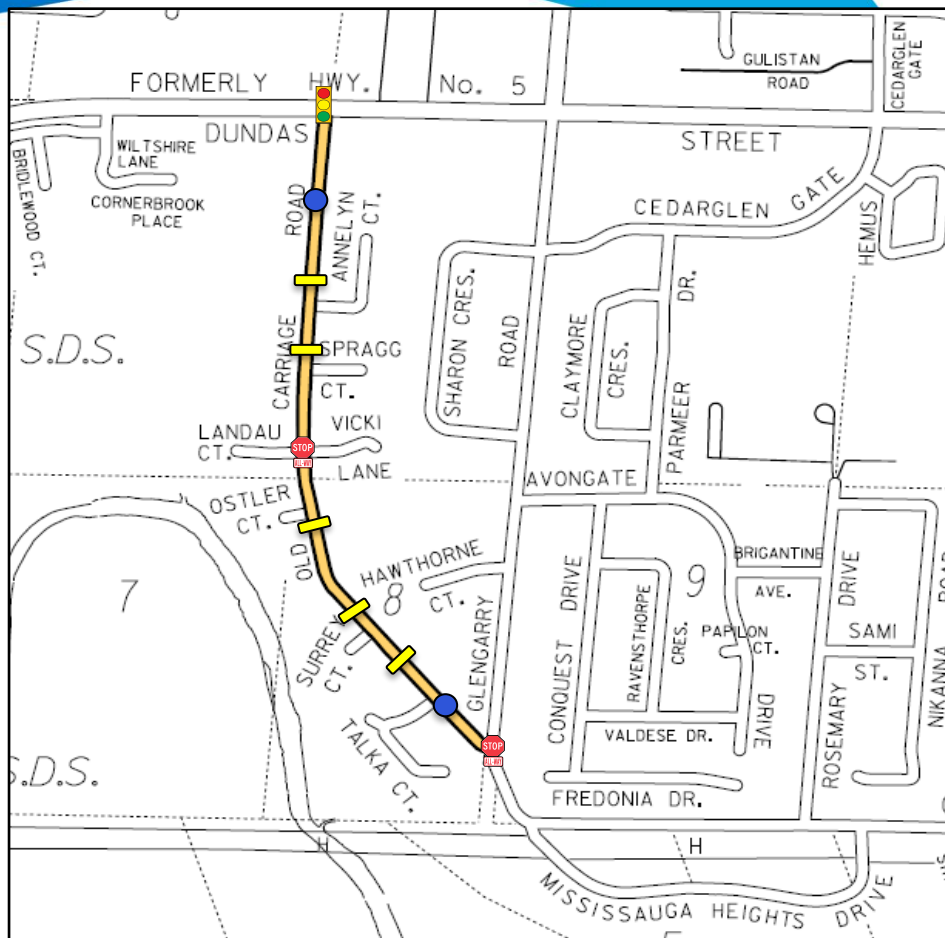 GULISTAN
ROAD
CEDARGLEN
GATE
FORMERLY HWY. No. 5
DUNDAS
STREET
WILTSHIRE
LANE
BRIDLEWOOD CT.
CORNERBROOK
PLACE
ROAD
ANNELYN
CT.
CEDARGLEN GATE
HEMUS
SHARON CRES.
ROAD
CLAYMORE
CRES.
DR.
S.D.S.
CARRIAGE
SPRAGG
CT.
PARMEER
LANDAU
CT.
VICKI
LANE
STOP
ALL-WAY
AVONGATE
OSTLER
CT.
OLD
HAWTHORNE
CT.
7
8
9
BRIGANTINE
AVE.
DRIVE
SURREY
CT.
GLENGARRY
CONQUEST DRIVE
RAVENSTHORPE
CRES.
PAPILON
CT.
SAMI
ST.
NIKANNA ROAD
DRIVE
ROSEMARY
TALKA CT.
STOP
ALL-WAY
VALDESE DR.
S.D.S.
FREDONIA DR.
H
H
MISSISSAUGA HEIGHTS DRIVE